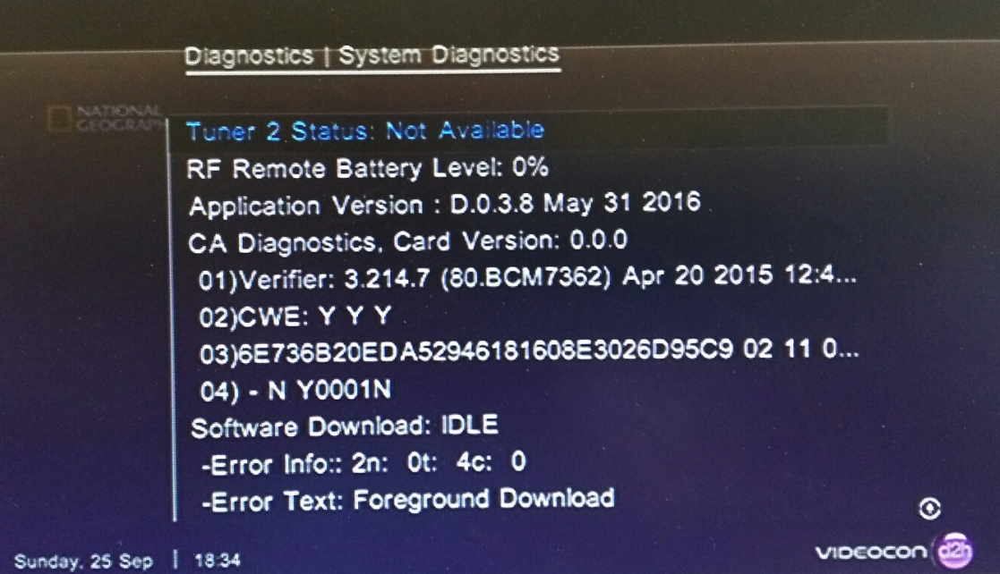 Diagnostics | System Diagnostics
NATIONAL
GEOGRAPH
Tuner 2 Status: Not Available
RF Remote Battery Level: 0%
Application Version : D.0.3.8 May 31 2016
CA Diagnostics, Card Version: 0.0.0
01)Verifier: 3.214.7 (80.BCM7362) Apr 20 2015 12:4...
02)CWE: Y Y Y
03)6E736B20EDA52946181608E3026D95C9 02 11 0...
04) - N Y0001N
Software Download: IDLE
-Error Info:: 2n: 0t: 4c: 0
-Error Text: Foreground Download
Sunday, 25 Sep | 18:34
VIDEOCON d2h